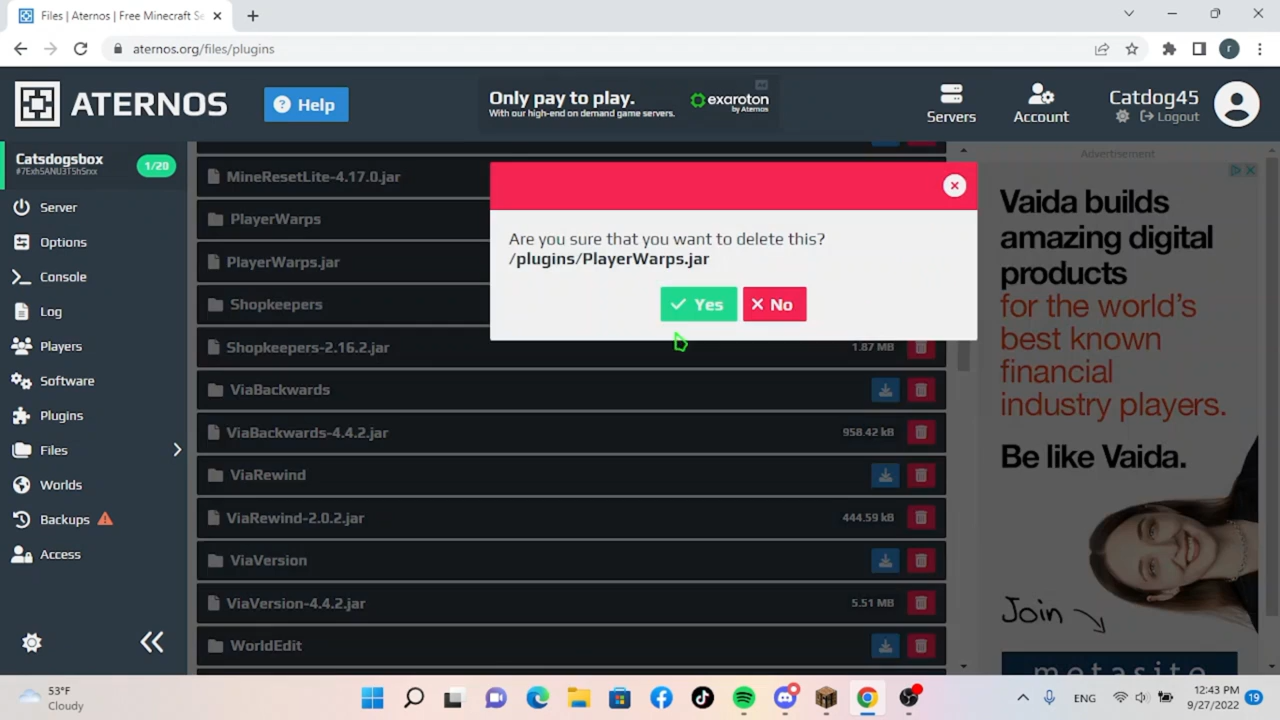 Files | Aternos | Free Minecraft Se
aternos.org/files/plugins
r
ATERNOS
Help
Only pay to play.
With our high-end on demand game servers.
exaroton
by Aternos
Servers
Account
Catdog45
Logout
Catsdogsbox
1/20
Server
Options
Console
Log
Players
Software
Plugins
Files
Worlds
Backups
Access
MineResetLite-4.17.0.jar
PlayerWarps
PlayerWarps.jar
Shopkeepers
Shopkeepers-2.16.2.jar
1.87 MB
ViaBackwards
ViaBackwards-4.4.2.jar
958.42 kB
ViaRewind
ViaRewind-2.0.2.jar
444.59 kB
ViaVersion
ViaVersion-4.4.2.jar
5.51 MB
WorldEdit
Are you sure that you want to delete this?
/plugins/PlayerWarps.jar
Yes
No
Advertisement
Vaida builds
amazing digital
products
for the world's
best known
financial
industry players.
Be like Vaida.
Join
metasite
53°F
Cloudy
ENG
12:43 PM
9/27/2022
19